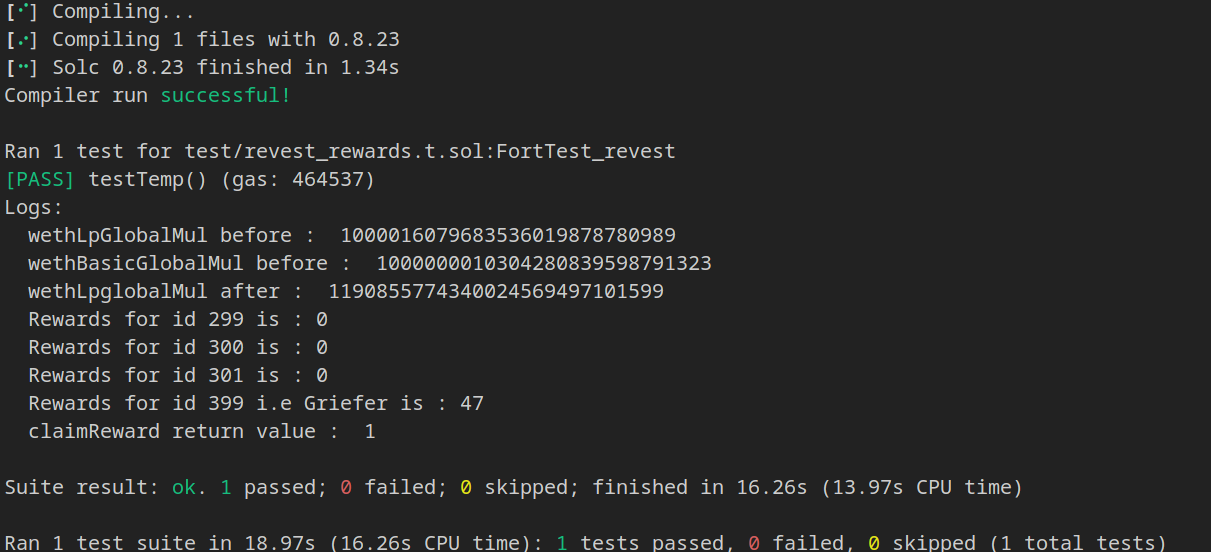 [⠊] Compiling...
[⠔] Compiling 1 files with 0.8.23
[⠒] Solc 0.8.23 finished in 1.34s
Compiler run successful!
Ran 1 test for test/revest_rewards.t.sol:FortTest_revest
[PASS] testTemp() (gas: 464537)
Logs:
wethLpGlobalMul before :  1000016079683536019878780989
wethBasicGlobalMul before :  1000000010304280839598791323
wethLpglobalMul after :  1190855774340024569497101599
Rewards for id 299 is : 0
Rewards for id 300 is : 0
Rewards for id 301 is : 0
Rewards for id 399 i.e Griefer is : 47
claimReward return value :  1
Suite result: ok. 1 passed; 0 failed; 0 skipped; finished in 16.26s (13.97s CPU time)
Ran 1 test suite in 18.97s (16.26s CPU time): 1 tests passed, 0 failed, 0 skipped (1 total tests)